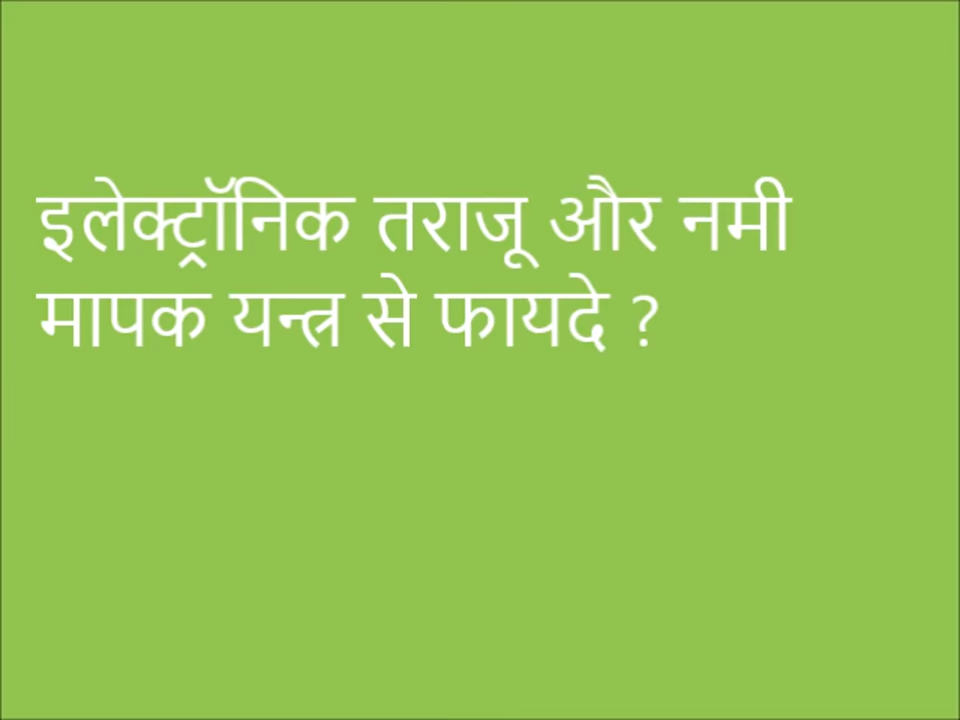 इलेक्ट्रॉनिक तराजू और नमी
मापक यन्त्र से फायदे ?